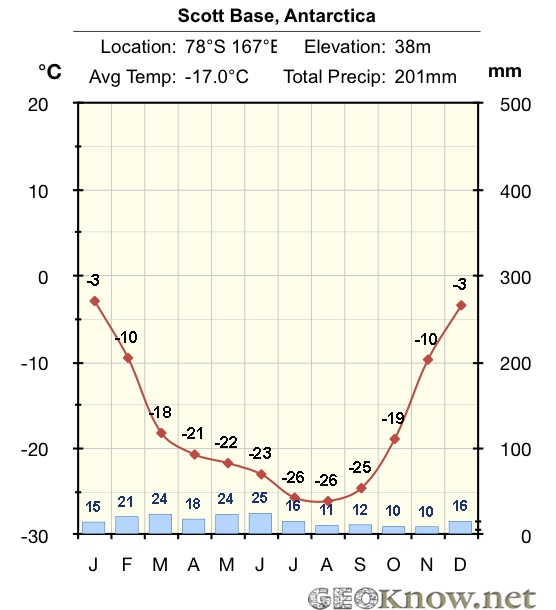 Scott Base, Antarctica
Location: 78°S 167°E Elevation: 38m
Avg Temp: -17.0°C Total Precip: 201mm
°C mm
20 500
10 400
0 300
-10 200
-20 100
-30 0
-3 -10 -18 -21 -22 -23 -26 -26 -25 -19 -10 -3
15 21 24 18 24 25 16 11 12 10 10 16
J F M A M J J A S O N D
GEOKnow.net